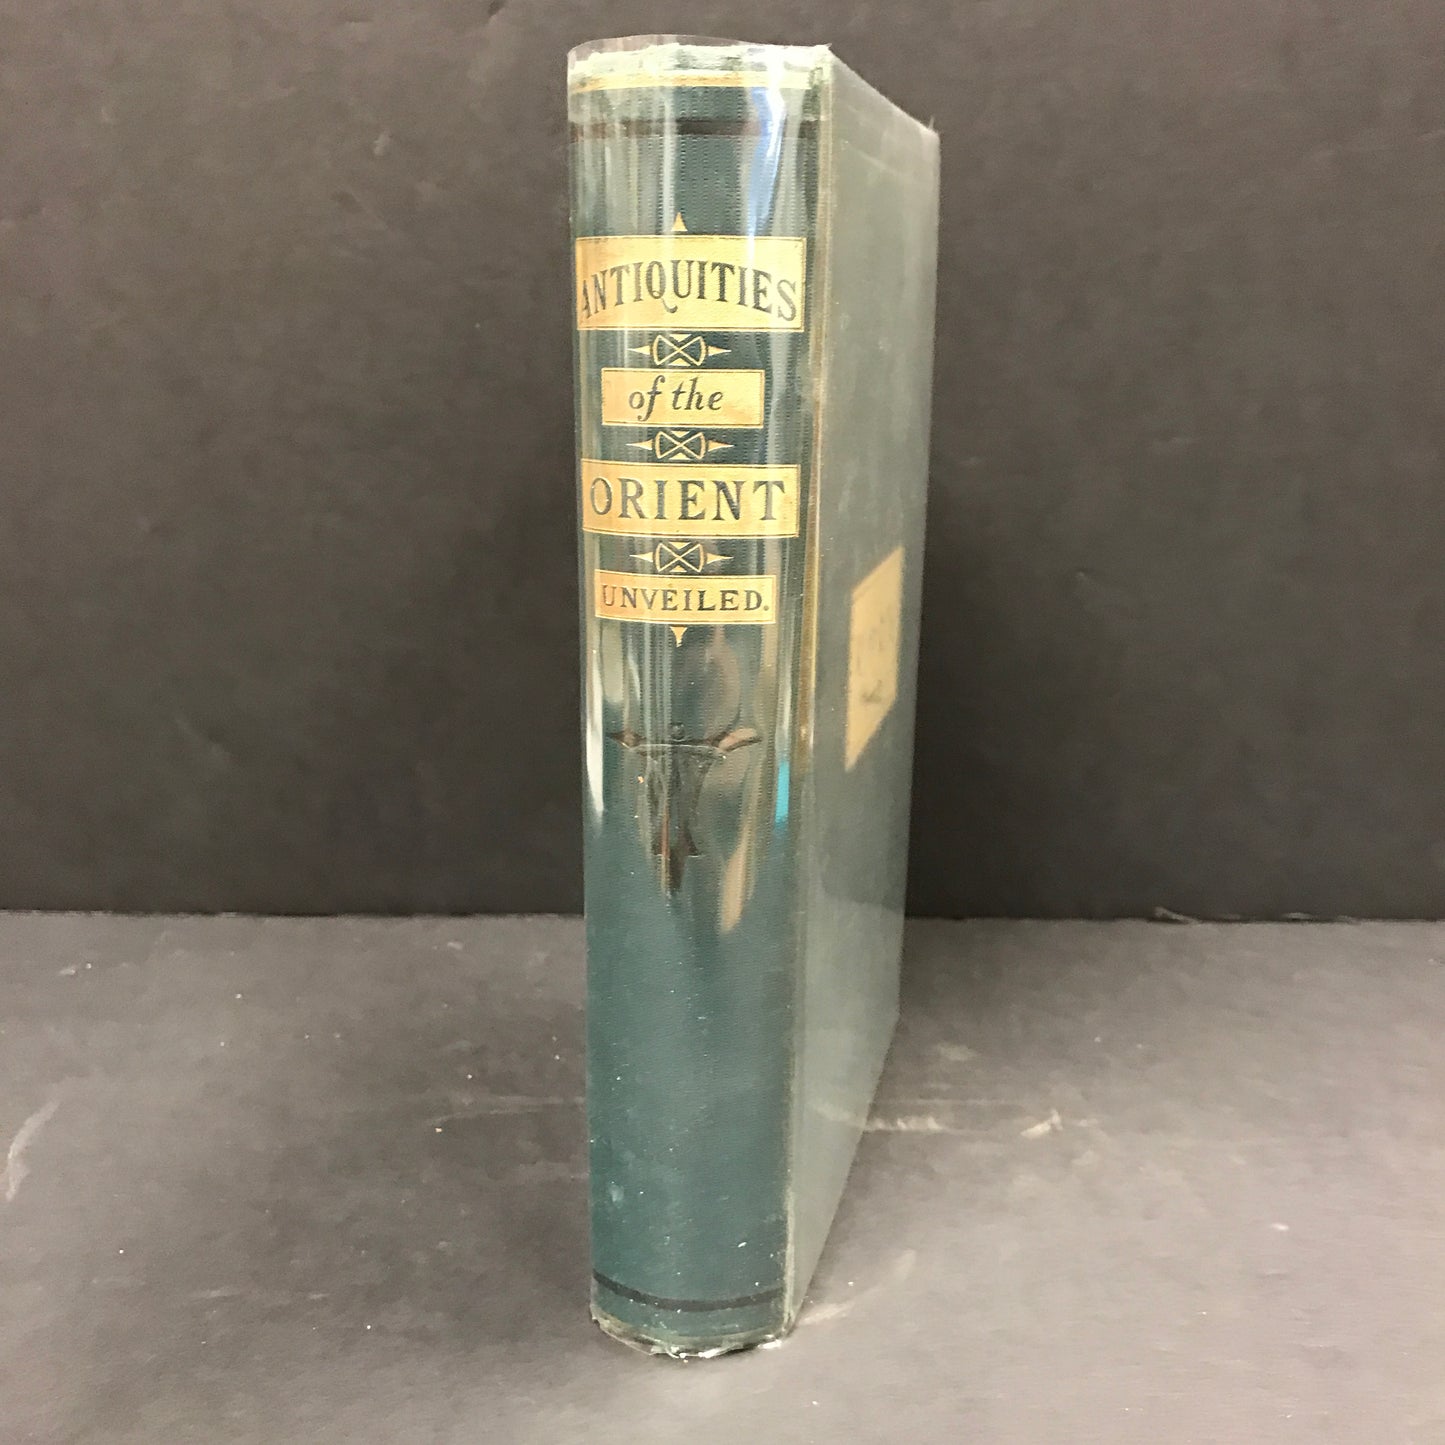 ANTIQUITIES
of the
ORIENT
UNVEILED.